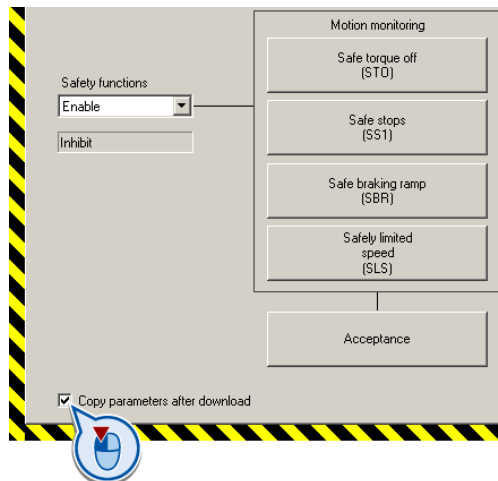 Motion monitoring
Safe torque off
(STO)
Safety functions
Enable
Safe stops
(SS1)
Inhibit
Safe braking ramp
(SBR)
Safely limited
speed
(SLS)
Acceptance
Copy parameters after download